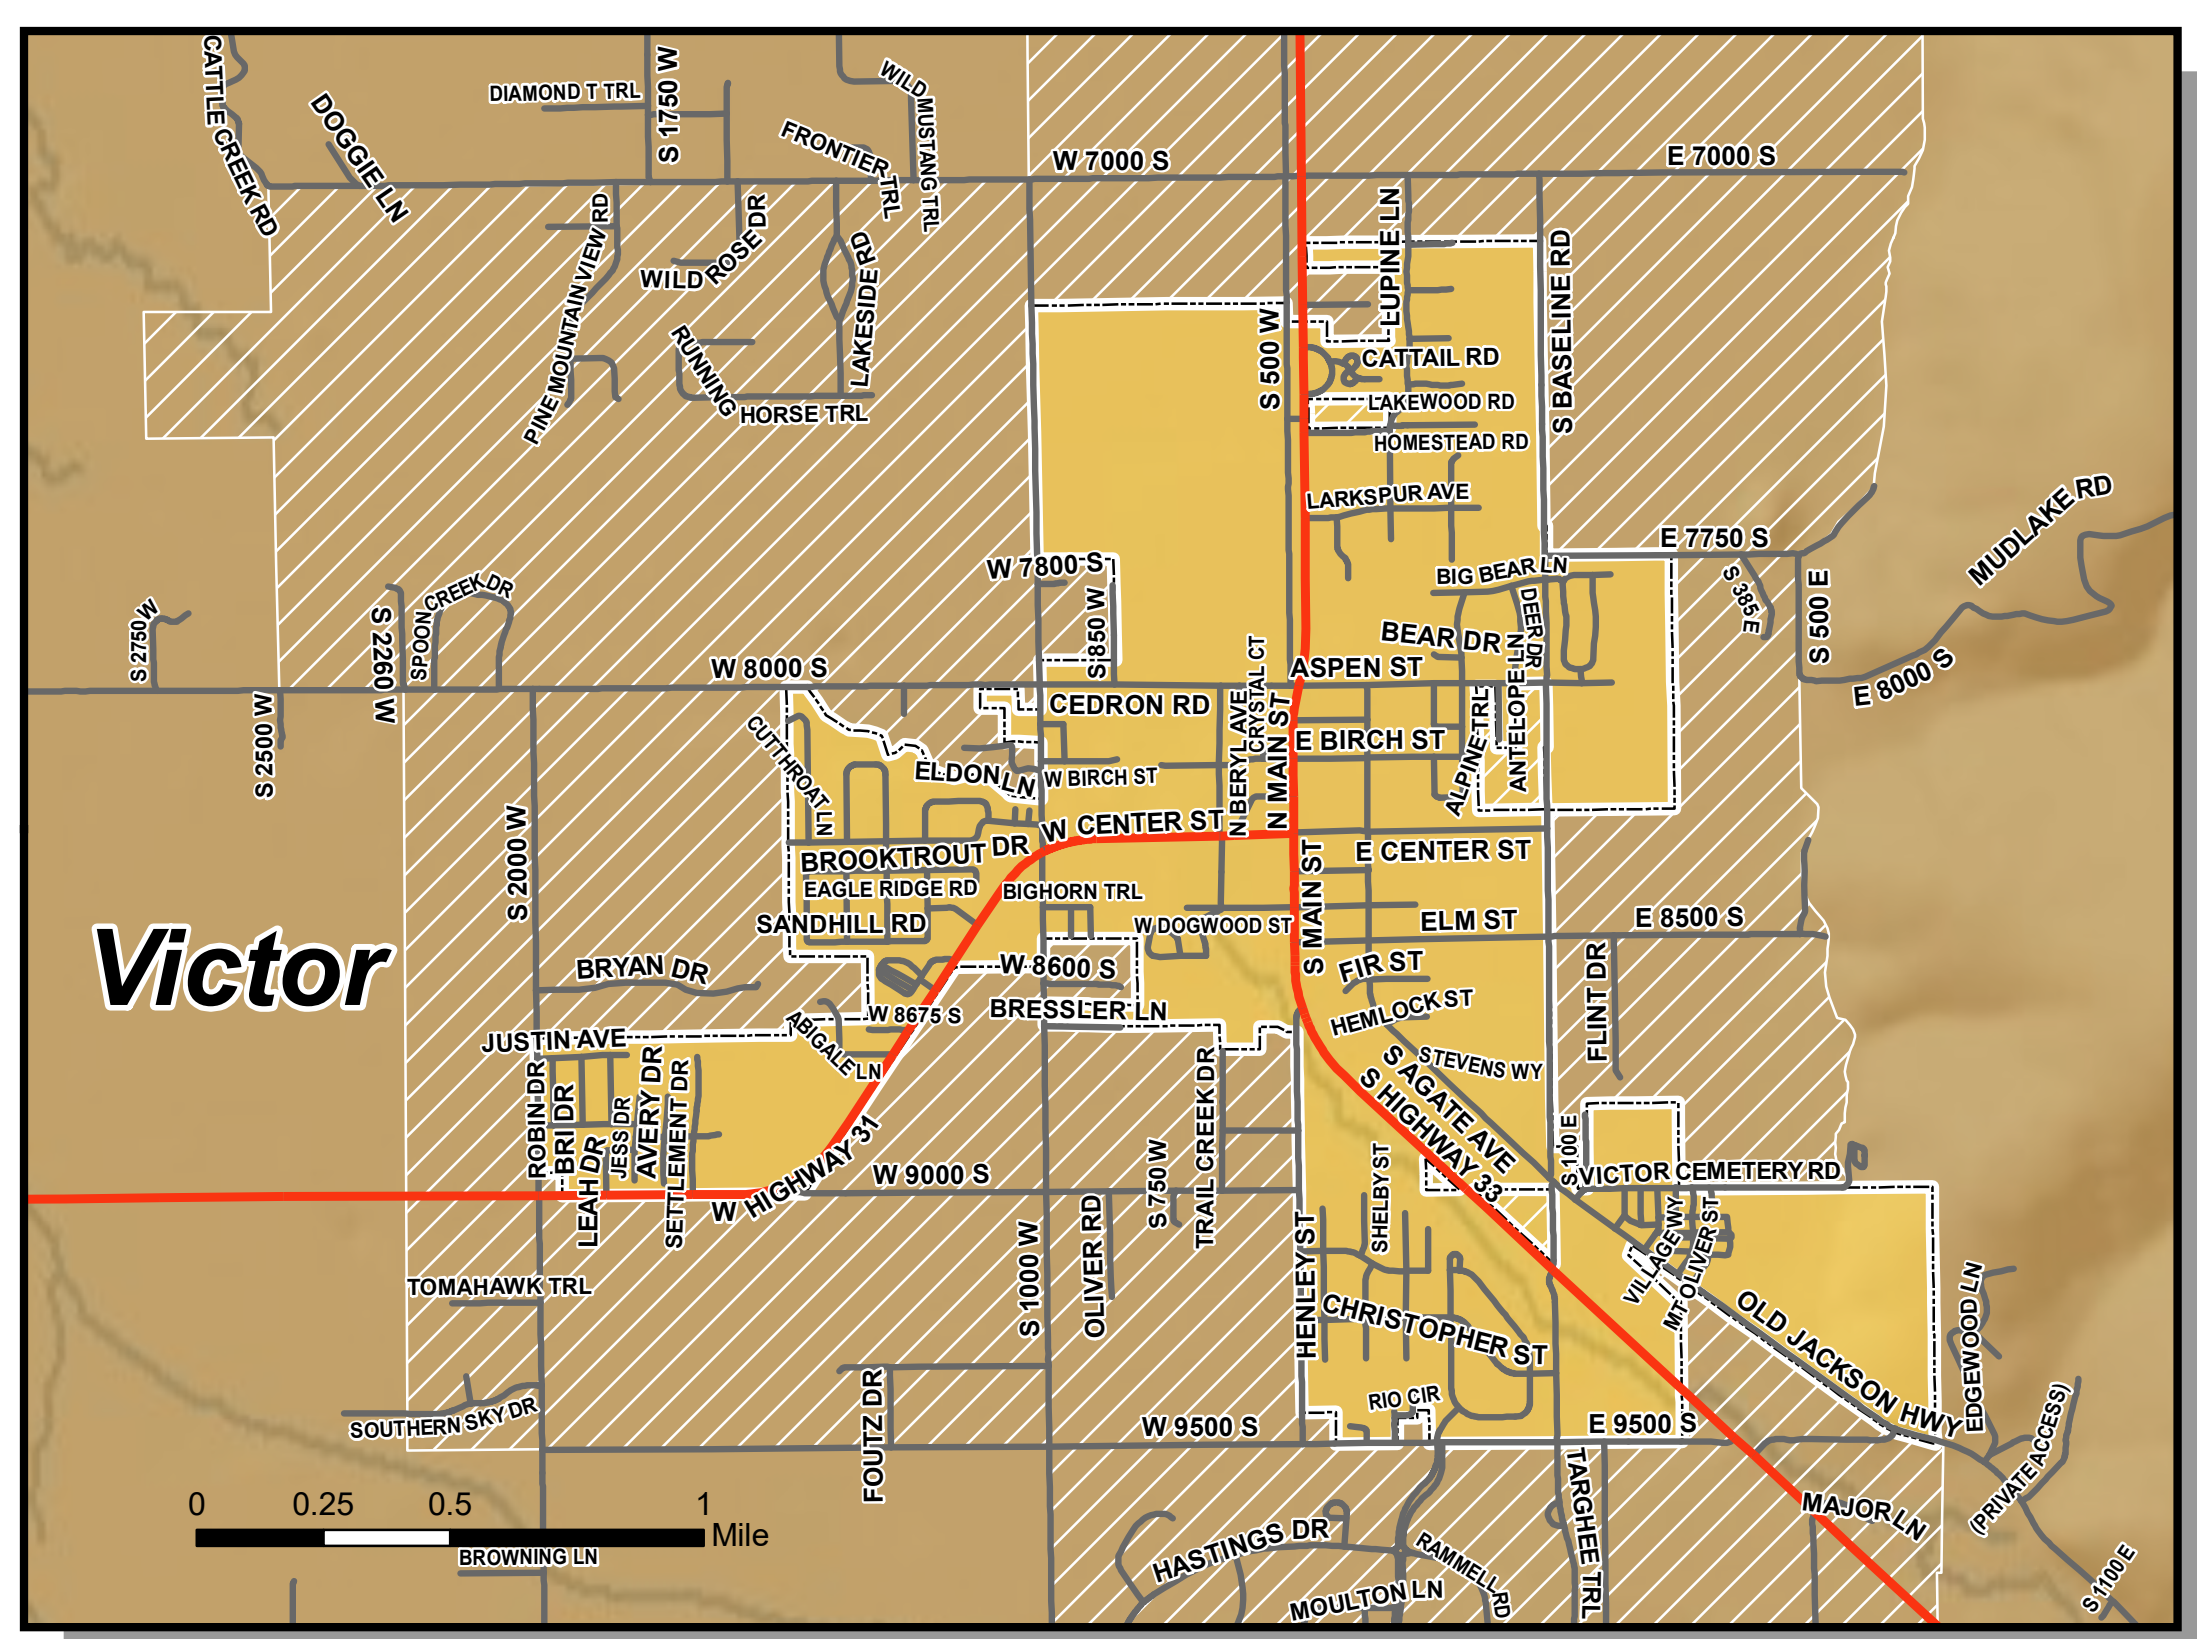 CATTLE CREEK RD
DOGGIE LN
DIAMOND T TRL
S 1750 W
FRONTIER TRL
WILD MUSTANG TRL
W 7000 S
E 7000 S
PINE MOUNTAIN VIEW RD
WILD ROSE DR
LAKESIDE RD
RUNNING HORSE TRL
S 500 W
LUPINE LN
S BASELINE RD
CATTAIL RD
LAKEWOOD RD
HOMESTEAD RD
LARKSPUR AVE
MUDLAKE RD
E 7750 S
W 7800 S
BIG BEAR LN
S 385 E
S 500 E
S 2750 W
S 2260 W
SPOON CREEK DR
S 850 W
BEAR DR
DEER DR
ANTELOPE LN
E 8000 S
W 8000 S
ASPEN ST
CRYSTAL CT
N BERYL AVE
N MAIN ST
CEDRON RD
S 2500 W
CUTTHROAT LN
ELDON LN
W BIRCH ST
E BIRCH ST
ALPINE TRL
S 2000 W
W CENTER ST
BROOKTROUT DR
E CENTER ST
EAGLE RIDGE RD
BIGHORN TRL
S MAIN ST
SANDHILL RD
W DOGWOOD ST
ELM ST
E 8500 S
Victor
BRYAN DR
W 8600 S
FIR ST
FLINT DR
W 8675 S
BRESSLER LN
HEMLOCK ST
JUSTIN AVE
ABIGALE LN
STEVENS WY
S AGATE AVE
S HIGHWAY 33
ROBIN DR
BRI DR
LEAH DR
JESS DR
AVERY DR
SETTLEMENT DR
TRAIL CREEK DR
S 750 W
SHELBY ST
S 100 E
VICTOR CEMETERY RD
W HIGHWAY 31
W 9000 S
VILLAGE WY
MT OLIVER ST
OLIVER RD
S 1000 W
HENLEY ST
TOMAHAWK TRL
CHRISTOPHER ST
OLD JACKSON HWY
EDGEWOOD LN
SOUTHERN SKY DR
FOUTZ DR
RIO CIR
W 9500 S
E 9500 S
(PRIVATE ACCESS)
TARGHEE TRL
MAJOR LN
0 0.25 0.5 1
Mile
BROWNING LN
HASTINGS DR
RAMMELL RD
MOULTON LN
S 1100 E